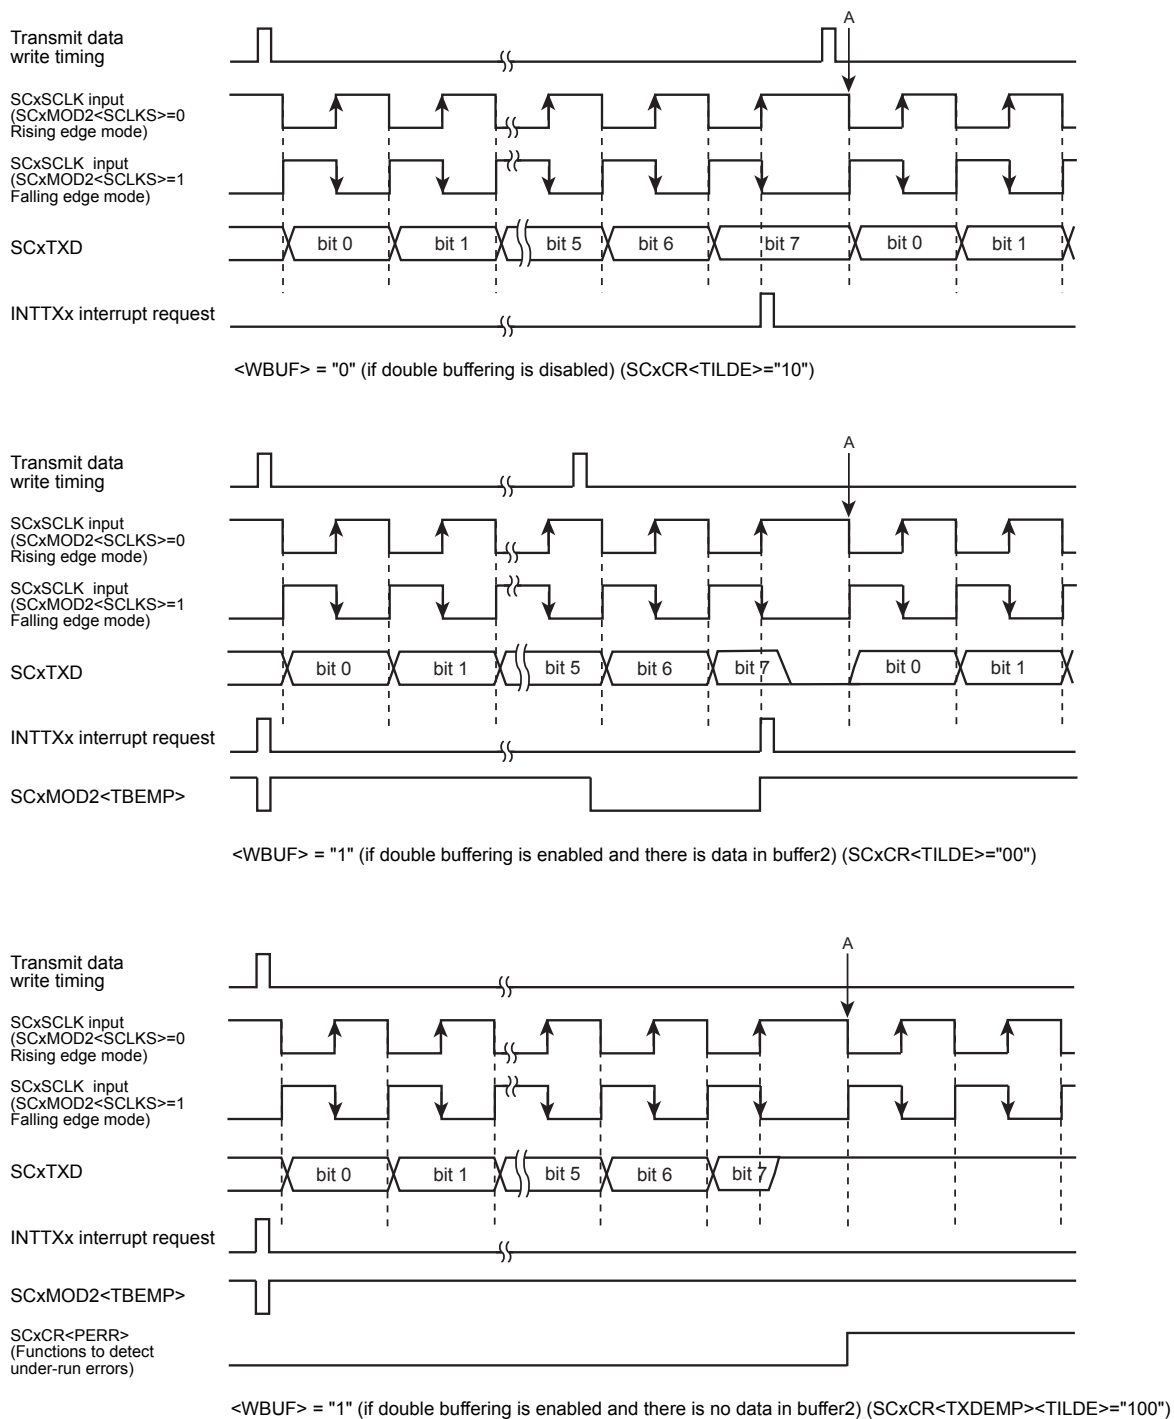 A
Transmit data
write timing
SCxSCLK input
(SCxMOD2<SCLKS>=0
Rising edge mode)
SCxSCLK input
(SCxMOD2<SCLKS>=1
Falling edge mode)
SCxTXD
bit 0 bit 1 bit 5 bit 6 bit 7 bit 0 bit 1
INTTXx interrupt request
<WBUF> = "0" (if double buffering is disabled) (SCxCR<TILDE>="10")
A
Transmit data
write timing
SCxSCLK input
(SCxMOD2<SCLKS>=0
Rising edge mode)
SCxSCLK input
(SCxMOD2<SCLKS>=1
Falling edge mode)
SCxTXD
bit 0 bit 1 bit 5 bit 6 bit 7 bit 0 bit 1
INTTXx interrupt request
SCxMOD2<TBEMP>
<WBUF> = "1" (if double buffering is enabled and there is data in buffer2) (SCxCR<TILDE>="00")
A
Transmit data
write timing
SCxSCLK input
(SCxMOD2<SCLKS>=0
Rising edge mode)
SCxSCLK input
(SCxMOD2<SCLKS>=1
Falling edge mode)
SCxTXD
bit 0 bit 1 bit 5 bit 6 bit 7
INTTXx interrupt request
SCxMOD2<TBEMP>
SCxCR<PERR>
(Functions to detect
under-run errors)
<WBUF> = "1" (if double buffering is enabled and there is no data in buffer2) (SCxCR<TXDEMP><TILDE>="100")